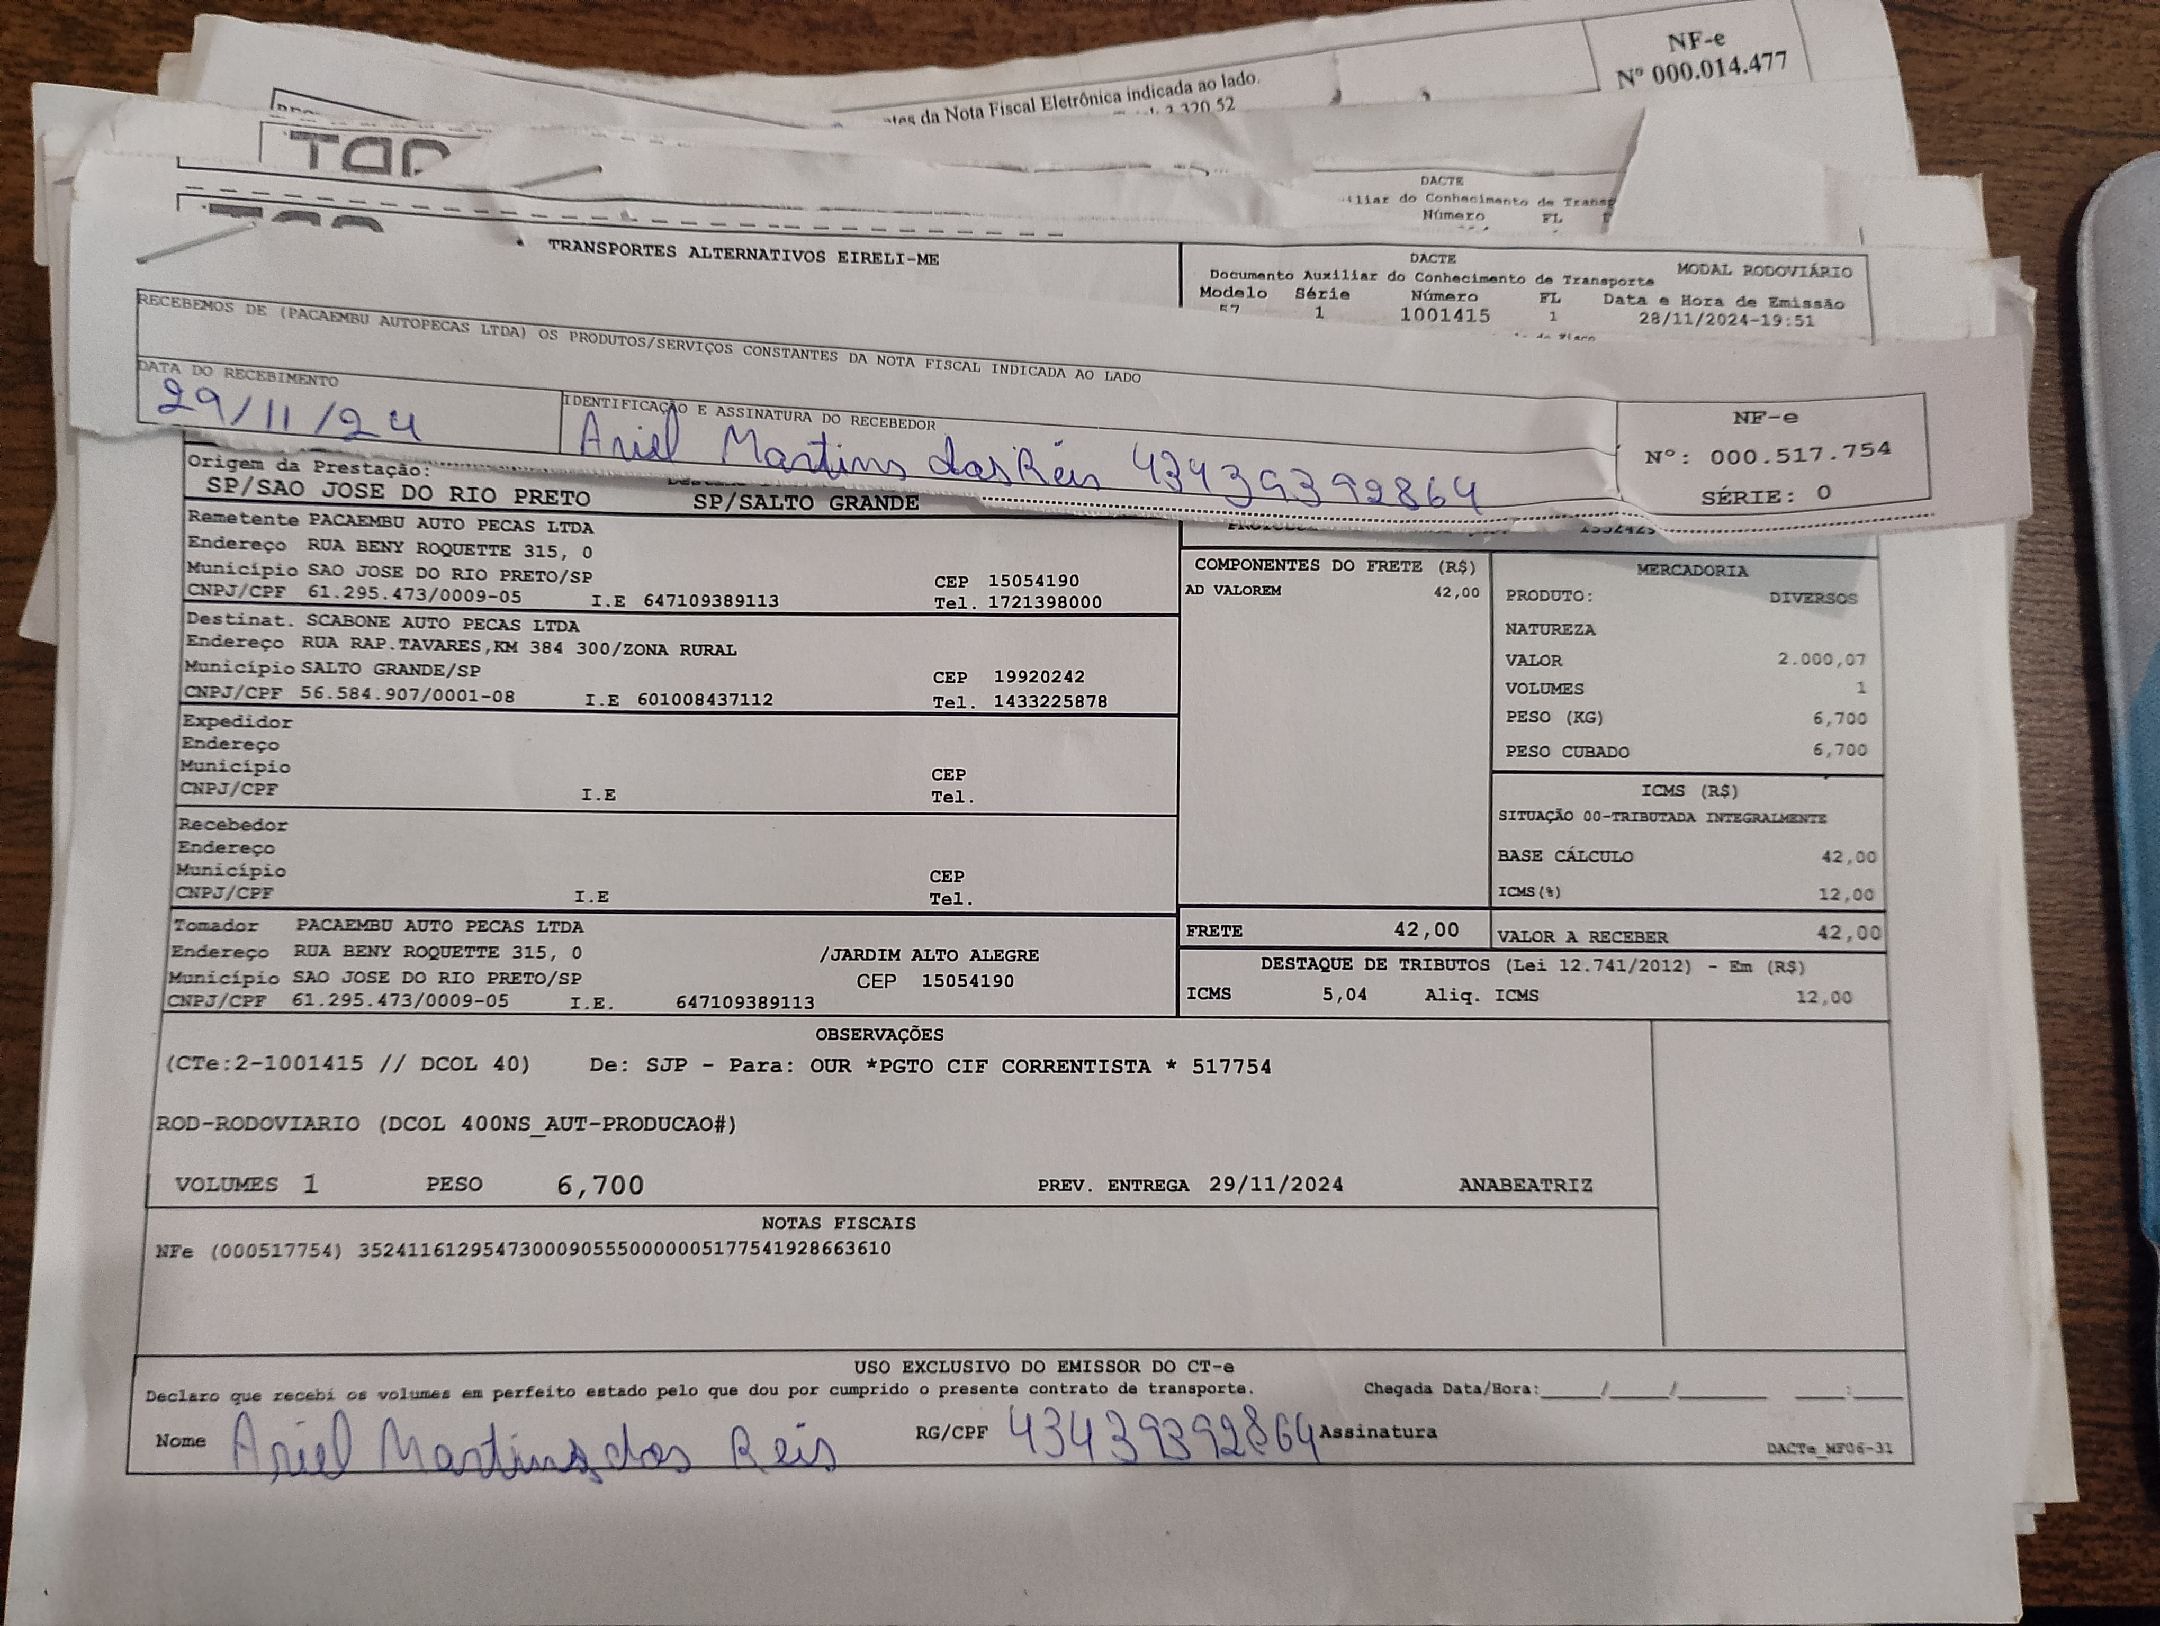 NF-e
Nº 000.014.477
da Nota Fiscal Eletrônica indicada ao lado.
DACTE
do Conhecimento de
Número FL
TRANSPORTES ALTERNATIVOS EIRELI-ME
DACTE
Documento Auxiliar do Conhecimento de Transporte
MODAL RODOVIÁRIO
Modelo Série Número FL Data e Hora de Emissão
57 1 1001415 1 28/11/2024-19:51
RECEBEMOS DE (PACAEMBU AUTOPECAS LTDA) OS PRODUTOS/SERVIÇOS CONSTANTES DA NOTA FISCAL INDICADA AO LADO
DATA DO RECEBIMENTO
29/11/24
IDENTIFICAÇÃO E ASSINATURA DO RECEBEDOR
Ariel Martins dos Reis 43439392864
NF-e
Nº: 000.517.754
SÉRIE: 0
Origem da Prestação:
SP/SAO JOSE DO RIO PRETO SP/SALTO GRANDE
Remetente PACAEMBU AUTO PECAS LTDA
Endereço RUA BENY ROQUETTE 315, 0
Município SAO JOSE DO RIO PRETO/SP CEP 15054190
CNPJ/CPF 61.295.473/0009-05 I.E 647109389113 Tel. 1721398000
Destinat. SCABONE AUTO PECAS LTDA
Endereço RUA RAP.TAVARES,KM 384 300/ZONA RURAL
Município SALTO GRANDE/SP CEP 19920242
CNPJ/CPF 56.584.907/0001-08 I.E 601008437112 Tel. 1433225878
Expedidor
Endereço
Município CEP
CNPJ/CPF I.E Tel.
Recebedor
Endereço
Município CEP
CNPJ/CPF I.E Tel.
Tomador PACAEMBU AUTO PECAS LTDA
Endereço RUA BENY ROQUETTE 315, 0 /JARDIM ALTO ALEGRE
Município SAO JOSE DO RIO PRETO/SP CEP 15054190
CNPJ/CPF 61.295.473/0009-05 I.E. 647109389113
COMPONENTES DO FRETE (R$)
AD VALOREM 42,00
MERCADORIA
PRODUTO: DIVERSOS
NATUREZA
VALOR 2.000,07
VOLUMES 1
PESO (KG) 6,700
PESO CUBADO 6,700
ICMS (R$)
SITUAÇÃO 00-TRIBUTADA INTEGRALMENTE
BASE CÁLCULO 42,00
ICMS(%) 12,00
FRETE 42,00
VALOR A RECEBER 42,00
DESTAQUE DE TRIBUTOS (Lei 12.741/2012) - Em (R$)
ICMS 5,04 Aliq. ICMS 12,00
OBSERVAÇÕES
(CTe:2-1001415 // DCOL 40) De: SJP - Para: OUR *PGTO CIF CORRENTISTA * 517754
ROD-RODOVIARIO (DCOL 400NS_AUT-PRODUCAO#)
VOLUMES 1 PESO 6,700 PREV. ENTREGA 29/11/2024 ANABEATRIZ
NOTAS FISCAIS
NFe (000517754) 35241161295473000905550000005177541928663610
USO EXCLUSIVO DO EMISSOR DO CT-e
Declaro que recebi os volumes em perfeito estado pelo que dou por cumprido o presente contrato de transporte. Chegada Data/Hora:____/____/______ ___:___
Nome Ariel Martins dos Reis RG/CPF 43439392864 Assinatura
DACTe_MF06-31